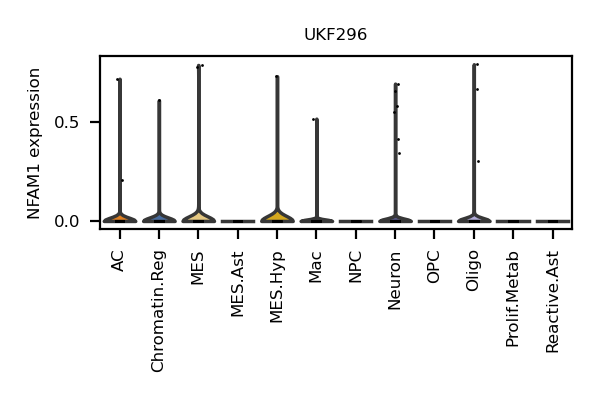 UKF296
NFAM1 expression
0.5
0.0
AC
Chromatin.Reg
MES
MES.Ast
MES.Hyp
Mac
NPC
Neuron
OPC
Oligo
Prolif.Metab
Reactive.Ast